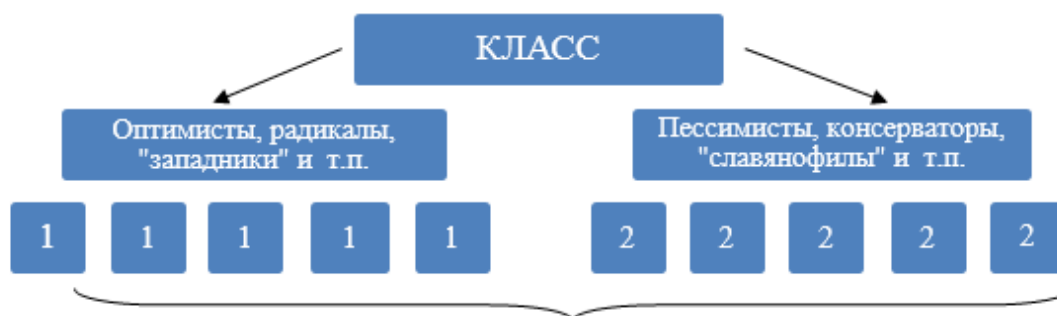 КЛАСС
Оптимисты, радикалы,
"западники" и т.п.
Пессимисты, консерваторы,
"славянофилы" и т.п.
1 1 1 1 1 2 2 2 2 2